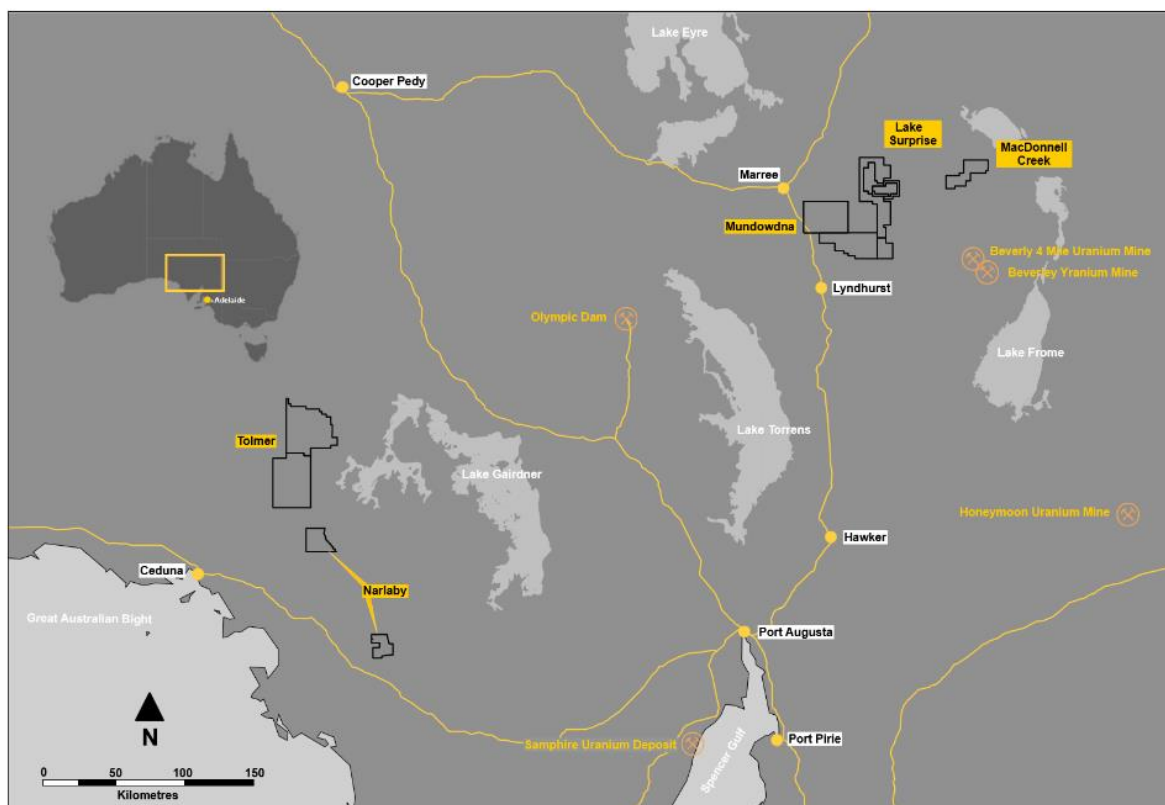 Lake Eyre
Cooper Pedy
Lake
Surprise
MacDonnell
Creek
Marree
Mundowdna
Beverly 4 Mile Uranium Mine
Beverley Yranium Mine
Lyndhurst
Adelaide
Olympic Dam
Lake Frome
Tolmer
Lake Torrens
Lake Gairdner
Honeymoon Uranium Mine
Hawker
Ceduna
Narlaby
Great Australian Bight
Port Augusta
N
Samphire Uranium Deposit
Spencer Gulf
Port Pirie
0 50 100 150
Kilometres